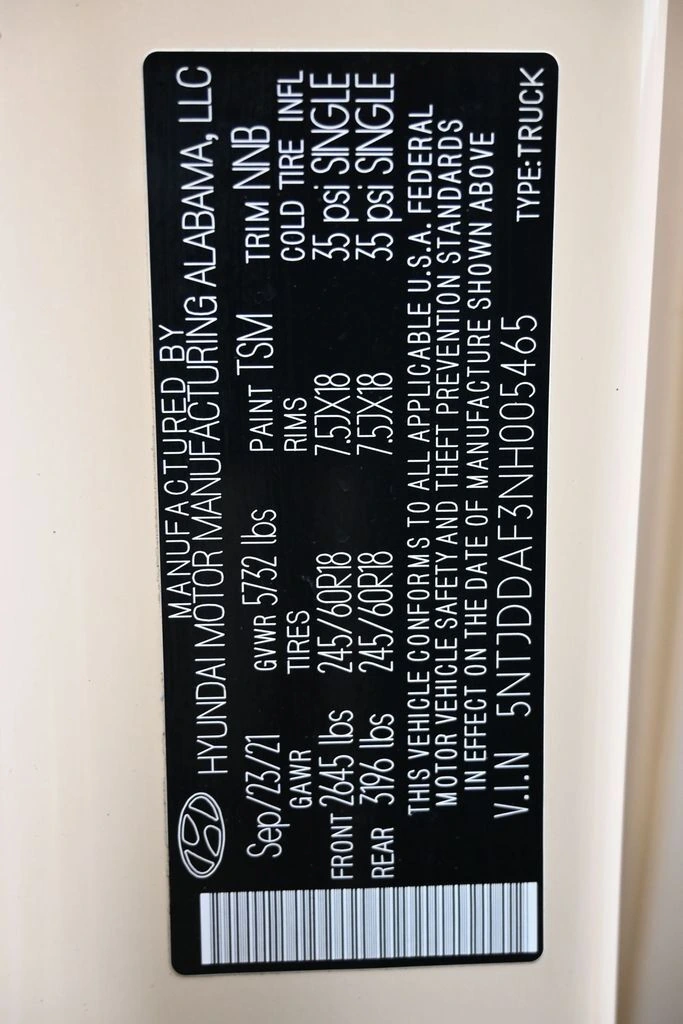 MANUFACTURED BY
HYUNDAI MOTOR MANUFACTURING ALABAMA, LLC
Sep/23/21 GVWR 5732 lbs PAINT TSM TRIM NNB
GAWR TIRES RIMS COLD TIRE INFL
FRONT 2645 lbs 245/60R18 7.5JX18 35 psi SINGLE
REAR 3196 lbs 245/60R18 7.5JX18 35 psi SINGLE
THIS VEHICLE CONFORMS TO ALL APPLICABLE U.S.A. FEDERAL
MOTOR VEHICLE SAFETY AND THEFT PREVENTION STANDARDS
IN EFFECT ON THE DATE OF MANUFACTURE SHOWN ABOVE
V.I.N 5NTJDDAF3NH005465 TYPE:TRUCK